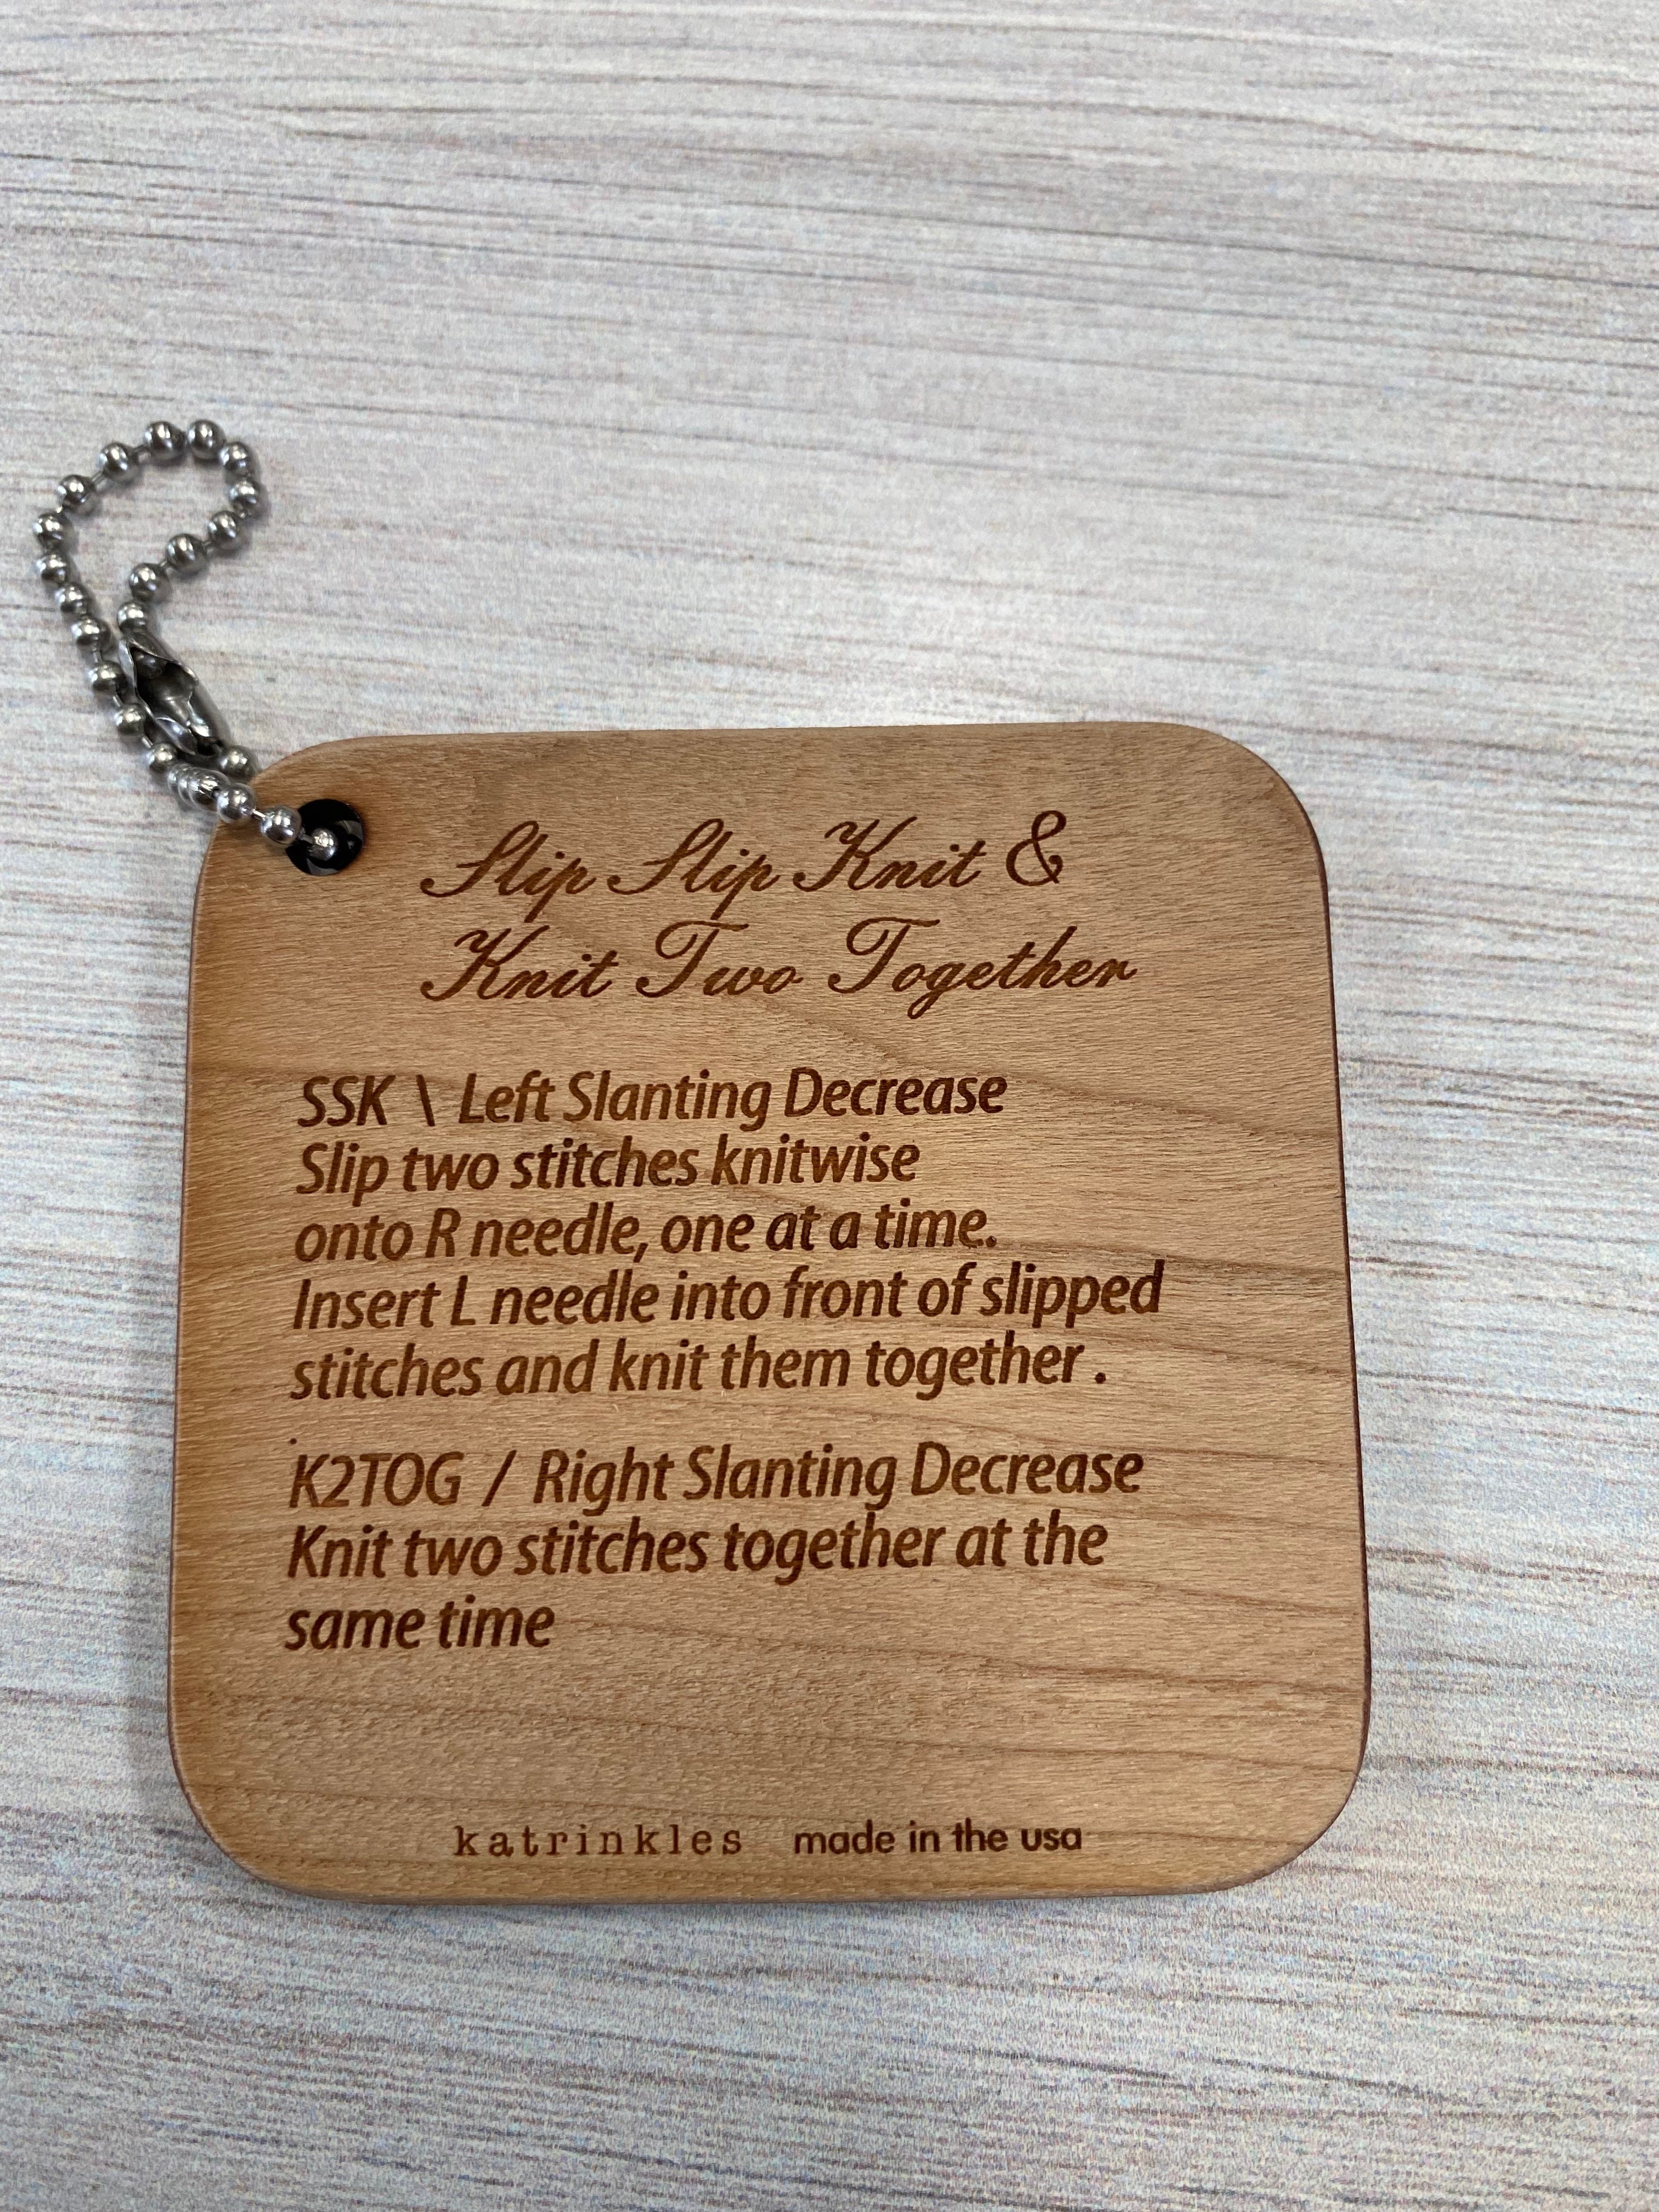 Slip Slip Knit &
Knit Two Together
SSK \ Left Slanting Decrease
Slip two stitches knitwise
onto R needle, one at a time.
Insert L needle into front of slipped
stitches and knit them together .
.
K2TOG / Right Slanting Decrease
Knit two stitches together at the
same time
katrinkles made in the usa